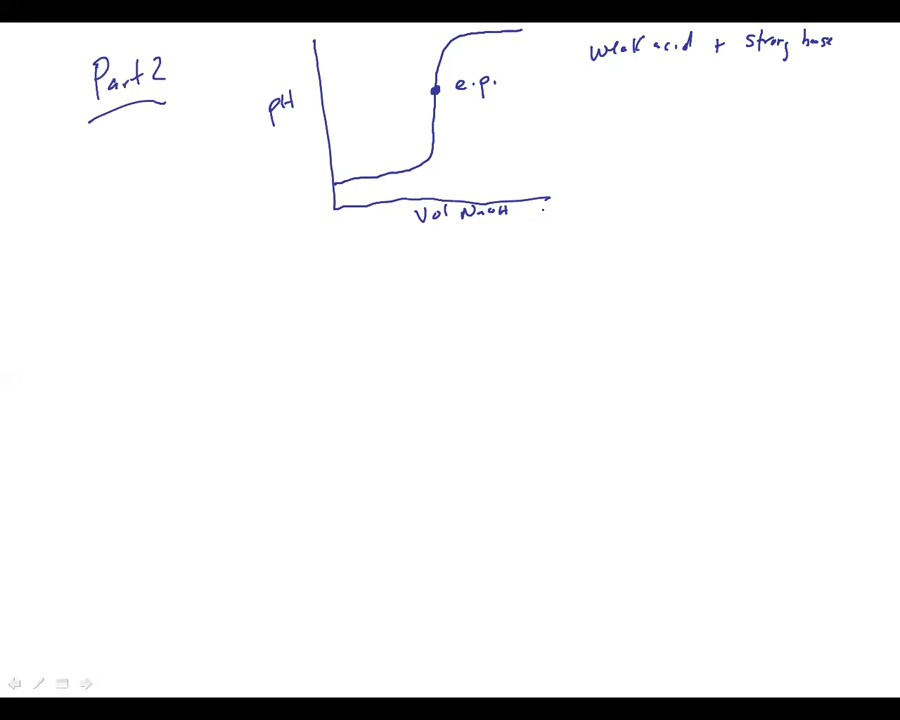 Part 2
pH
e.p.
Vol NaOH
weak acid + strong base